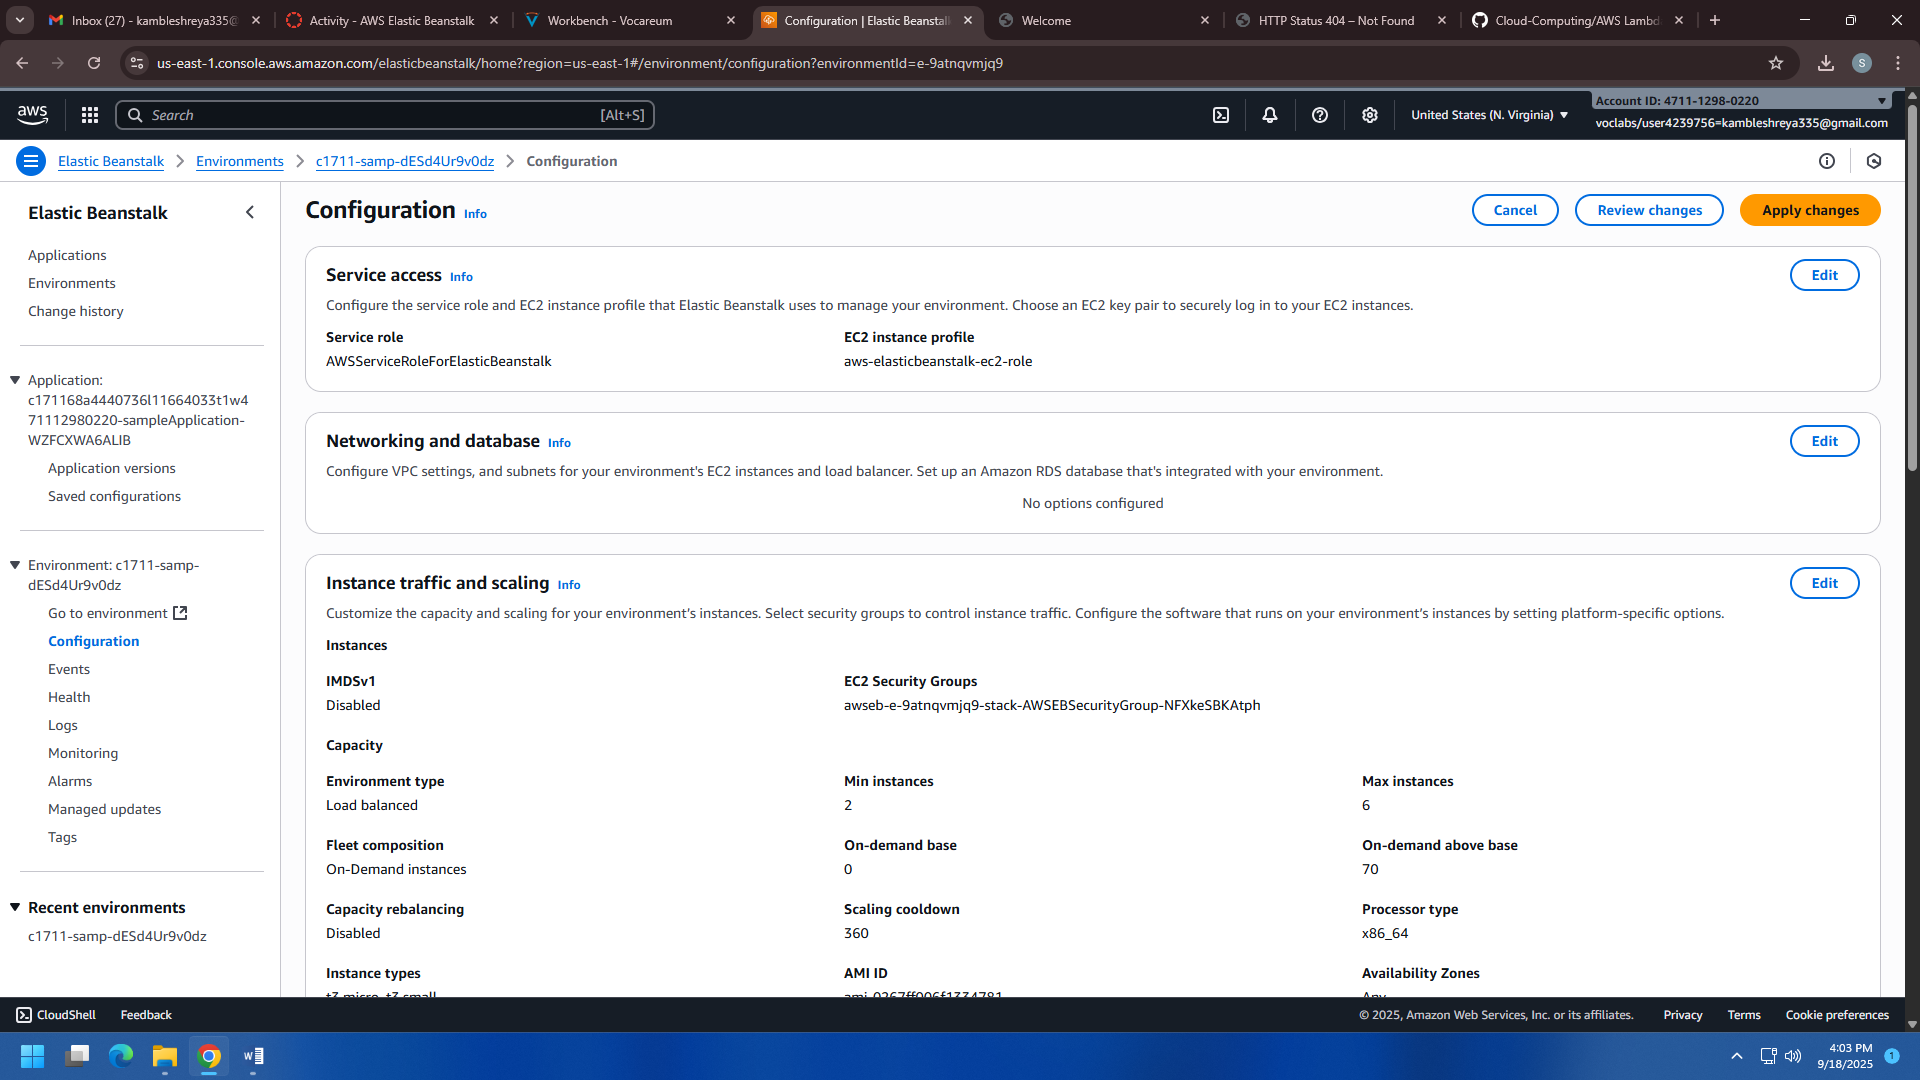 Inbox (27) - kambleshreya335@
Activity - AWS Elastic Beanstalk
Workbench - Vocareum
Configuration | Elastic Beanstalk
Welcome
HTTP Status 404 – Not Found
Cloud-Computing/AWS Lambd
us-east-1.console.aws.amazon.com/elasticbeanstalk/home?region=us-east-1#/environment/configuration?environmentId=e-9atnqvmjq9
S
aws
Search
[Alt+S]
United States (N. Virginia)
Account ID: 4711-1298-0220
voclabs/user4239756=kambleshreya335@gmail.com
Elastic Beanstalk
Environments
c1711-samp-dESd4Ur9v0dz
Configuration
Elastic Beanstalk
Applications
Environments
Change history
Application:
c171168a4440736l11664033t1w4
71112980220-sampleApplication-
WZFCXWA6ALIB
Application versions
Saved configurations
Environment: c1711-samp-
dESd4Ur9v0dz
Go to environment
Configuration
Events
Health
Logs
Monitoring
Alarms
Managed updates
Tags
Recent environments
c1711-samp-dESd4Ur9v0dz
Configuration Info
Cancel
Review changes
Apply changes
Service access Info
Edit
Configure the service role and EC2 instance profile that Elastic Beanstalk uses to manage your environment. Choose an EC2 key pair to securely log in to your EC2 instances.
Service role
EC2 instance profile
AWSServiceRoleForElasticBeanstalk
aws-elasticbeanstalk-ec2-role
Networking and database Info
Edit
Configure VPC settings, and subnets for your environment's EC2 instances and load balancer. Set up an Amazon RDS database that's integrated with your environment.
No options configured
Instance traffic and scaling Info
Edit
Customize the capacity and scaling for your environment’s instances. Select security groups to control instance traffic. Configure the software that runs on your environment’s instances by setting platform-specific options.
Instances
IMDSv1
EC2 Security Groups
Disabled
awseb-e-9atnqvmjq9-stack-AWSEBSecurityGroup-NFXkeSBKAtph
Capacity
Environment type
Min instances
Max instances
Load balanced
2
6
Fleet composition
On-demand base
On-demand above base
On-Demand instances
0
70
Capacity rebalancing
Scaling cooldown
Processor type
Disabled
360
x86_64
Instance types
AMI ID
Availability Zones
t3.micro, t3.small
ami-0267ff006f1334781
Any
CloudShell
Feedback
© 2025, Amazon Web Services, Inc. or its affiliates.
Privacy
Terms
Cookie preferences
4:03 PM
9/18/2025
1